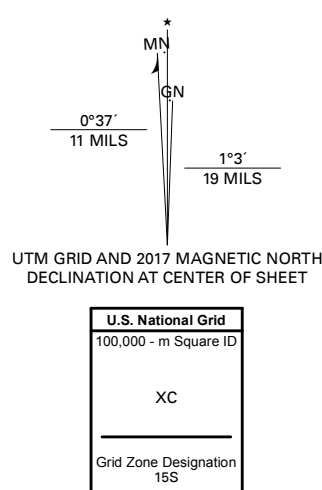 ★
MN
GN
0°37´
11 MILS
1°3´
19 MILS
UTM GRID AND 2017 MAGNETIC NORTH
DECLINATION AT CENTER OF SHEET
U.S. National Grid
100,000 - m Square ID
XC
Grid Zone Designation
15S